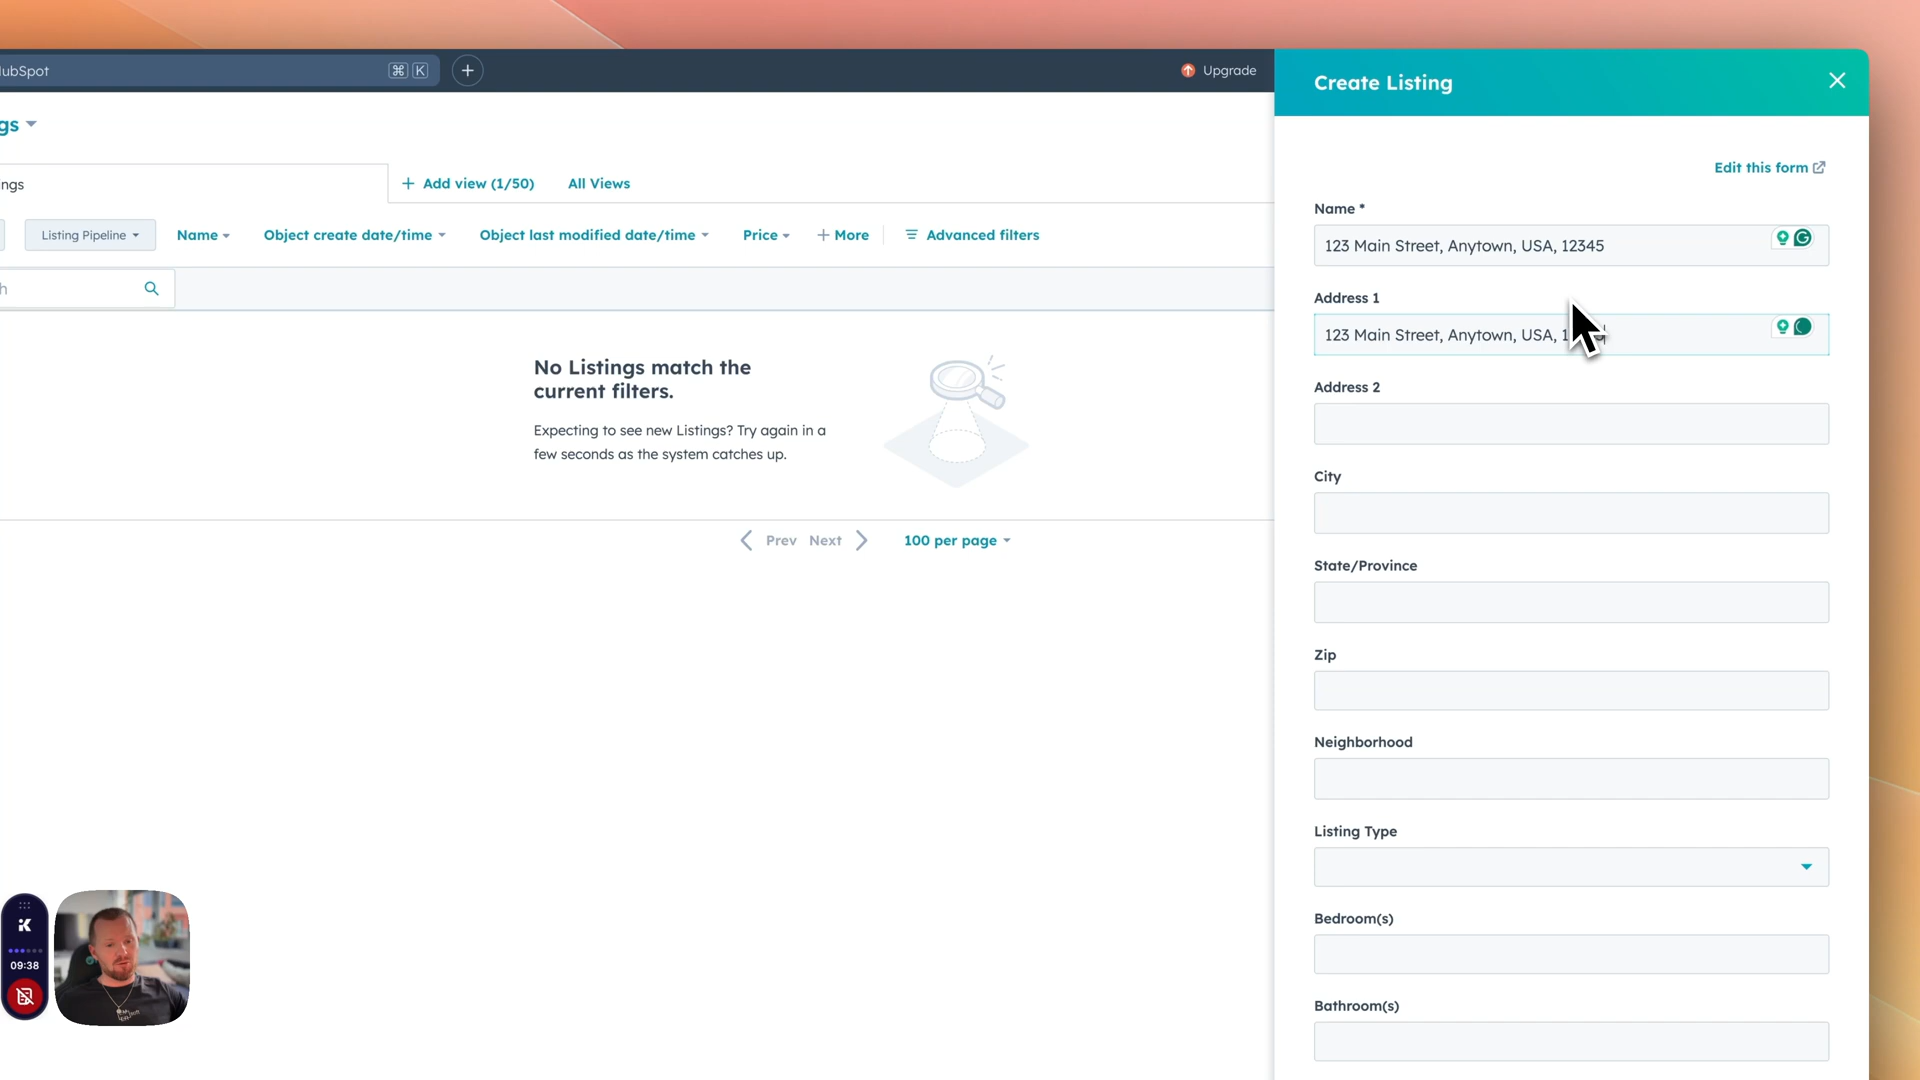 ubSpot
⌘ K
+
Upgrade
gs
ngs
+ Add view (1/50)
All Views
Listing Pipeline
Name
Object create date/time
Object last modified date/time
Price
+ More
Advanced filters
h
No Listings match the
current filters.
Expecting to see new Listings? Try again in a
few seconds as the system catches up.
Prev
Next
100 per page
09:38
Create Listing
Edit this form
Name *
123 Main Street, Anytown, USA, 12345
Address 1
123 Main Street, Anytown, USA, 1
Address 2
City
State/Province
Zip
Neighborhood
Listing Type
Bedroom(s)
Bathroom(s)